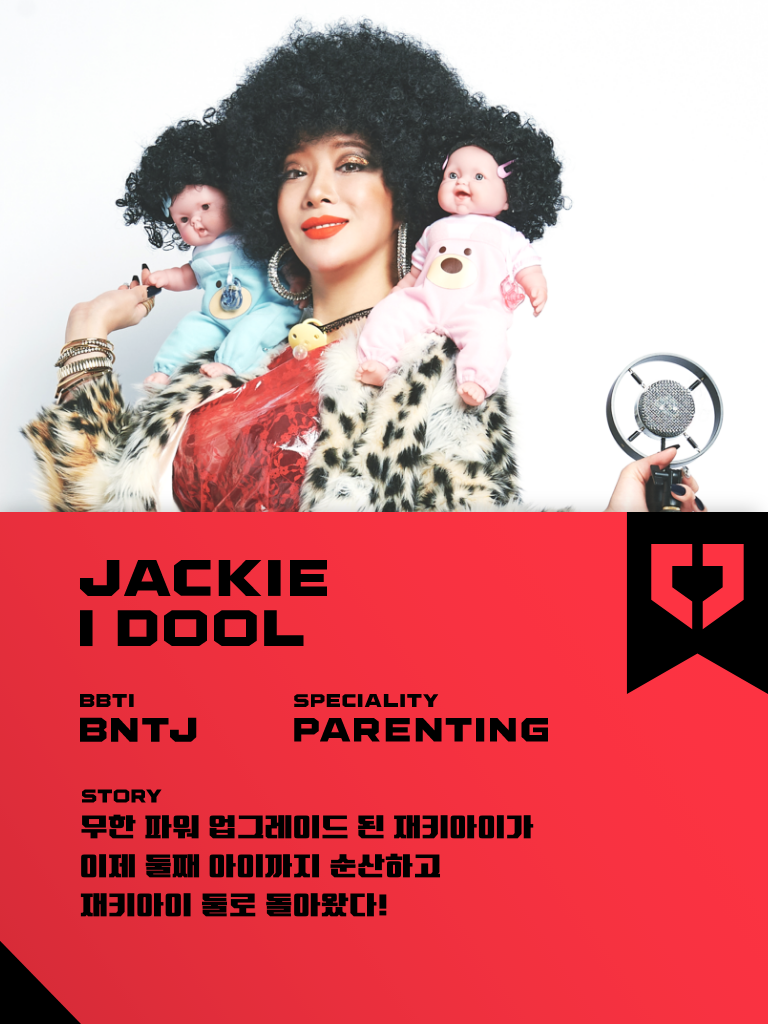 JACKIE
I DOOL
BBTI
BNTJ
SPECIALITY
PARENTING
STORY
무한 파워 업그레이드 된 재키아이가
이제 둘째 아이까지 순산하고
재키아이 둘로 돌아왔다!